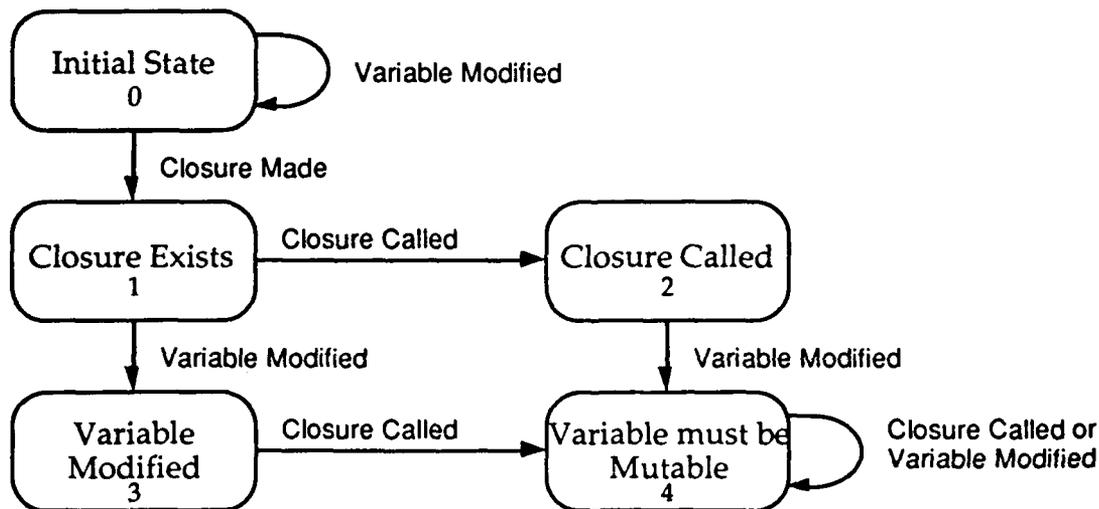 Initial State
0
Variable Modified
Closure Made
Closure Exists
1
Closure Called
Closure Called
2
Variable Modified
Variable Modified
Variable
Modified
3
Closure Called
Variable must be
Mutable
4
Closure Called or
Variable Modified